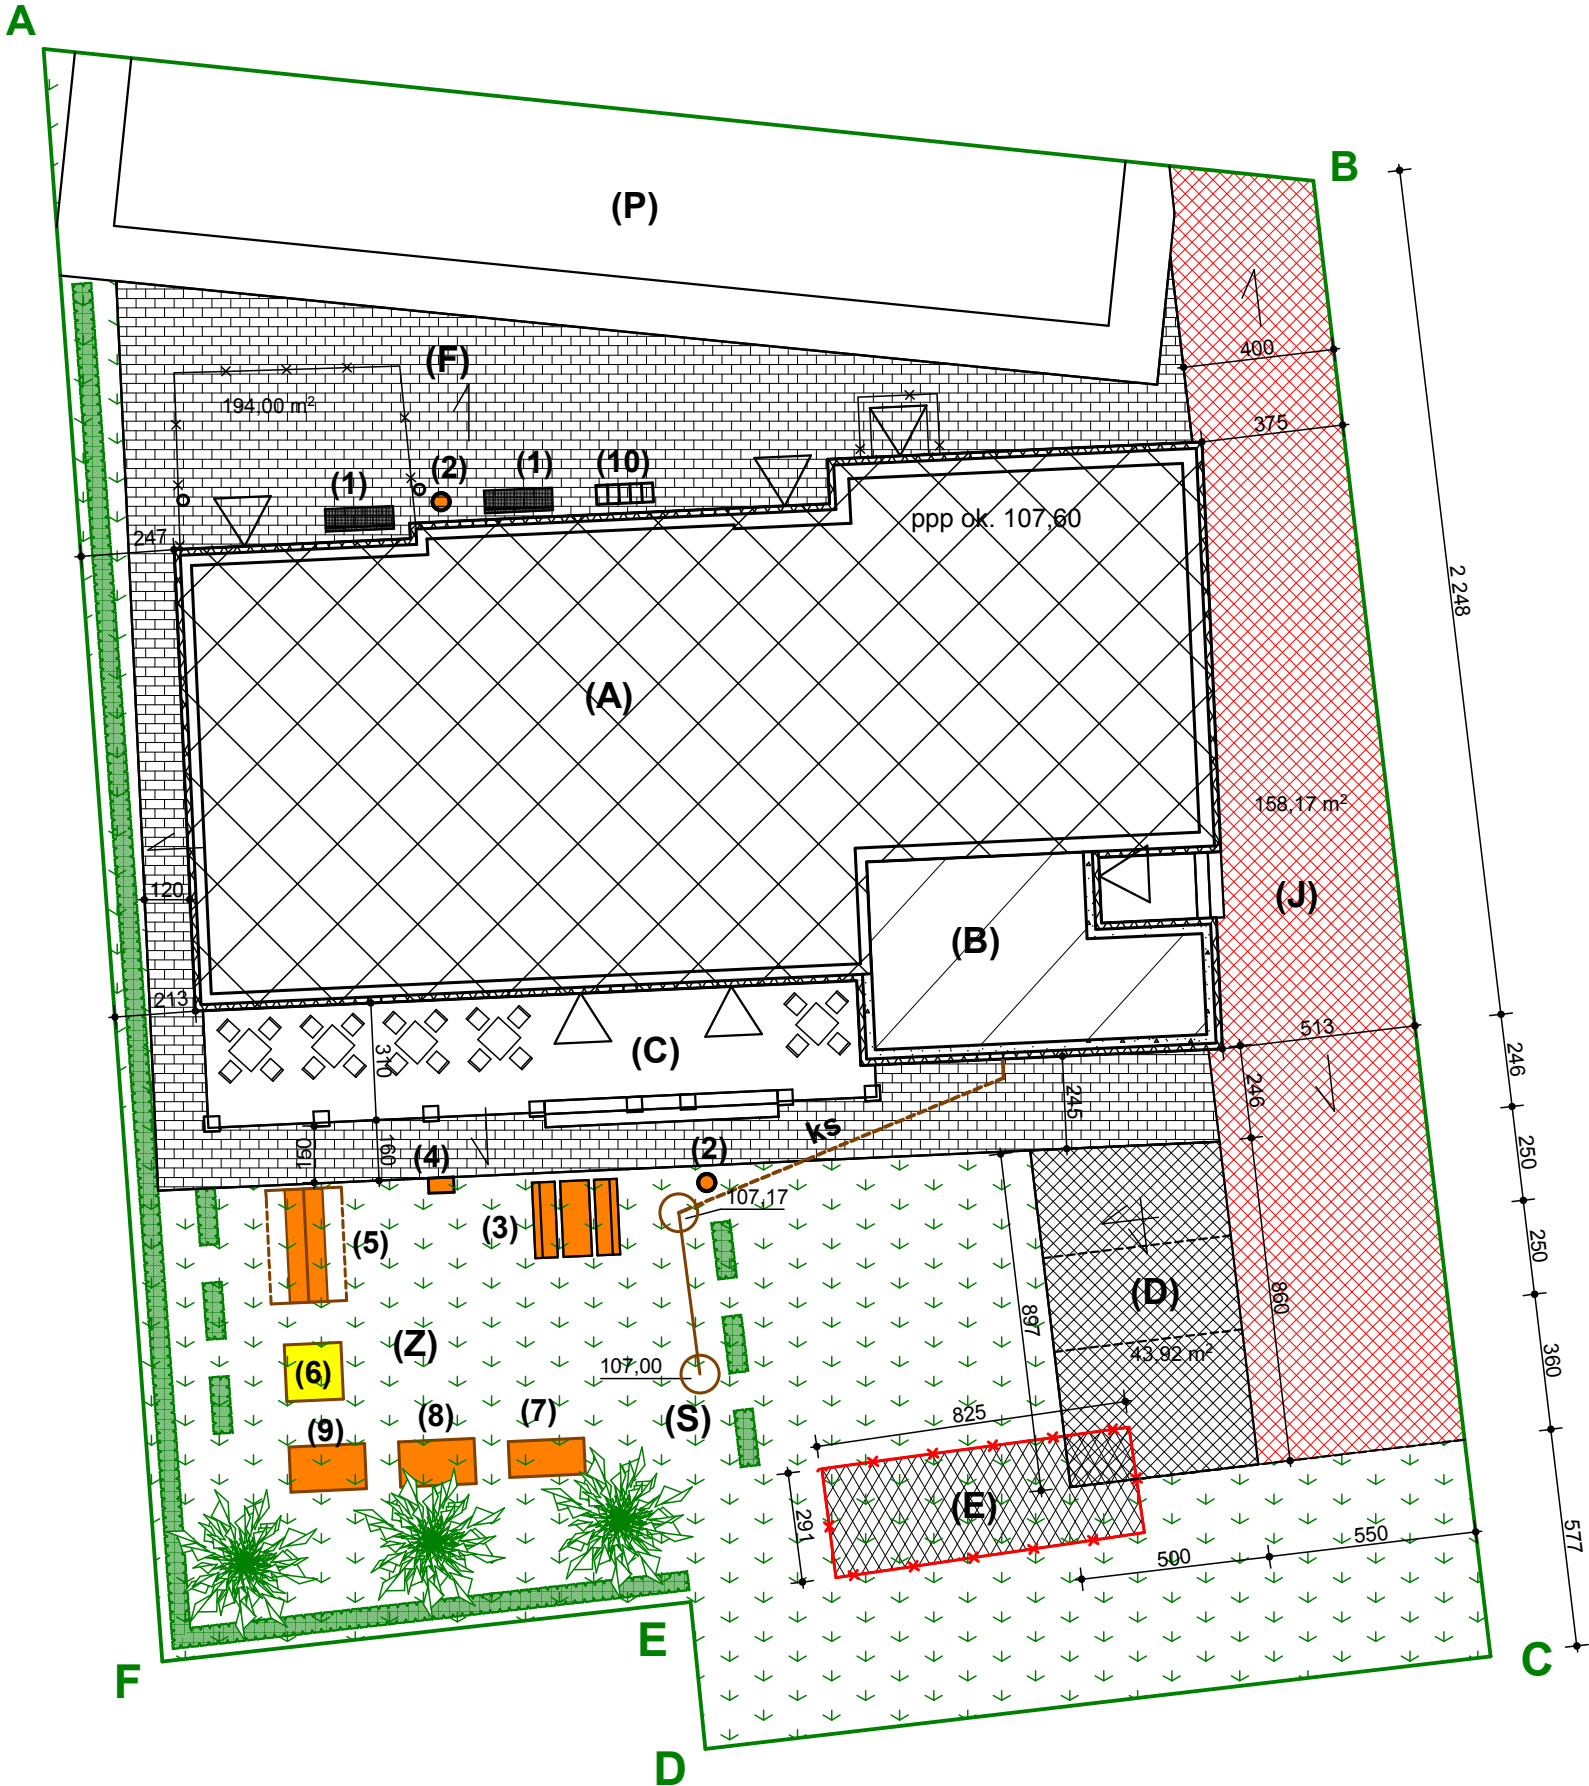 A
B
(P)
400
(F)
194,00 m²
375
(1)
(2)
(1)
(10)
ppp ok. 107,60
247
2 248
(A)
158,17 m²
120
(J)
(B)
213
513
310
(C)
246
246
245
ks
150
160
(4)
(2)
250
107,17
(3)
(5)
250
(D)
860
897
(Z)
43,92 m²
360
107,00
(6)
825
(9)
(8)
(7)
(S)
(E)
291
500
550
577
E
C
F
D